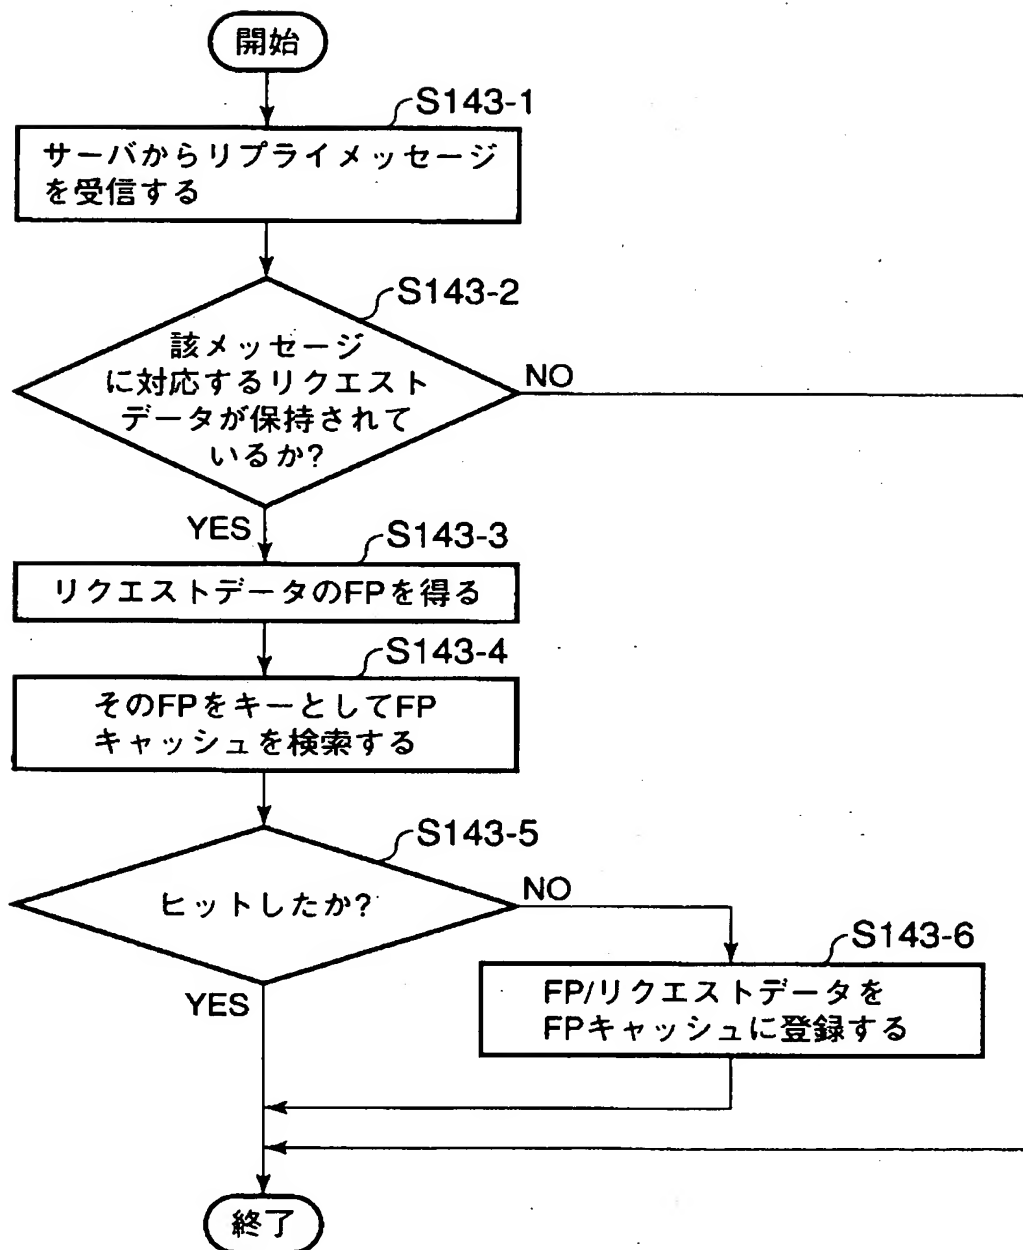 開始
S143-1
サーバからリプライメッセージ
を受信する
S143-2
該メッセージ
に対応するリクエスト
データが保持されて
いるか?
NO
YES
S143-3
リクエストデータのFPを得る
S143-4
そのFPをキーとしてFP
キャッシュを検索する
S143-5
ヒットしたか?
NO
YES
S143-6
FP/リクエストデータを
FPキャッシュに登録する
終了